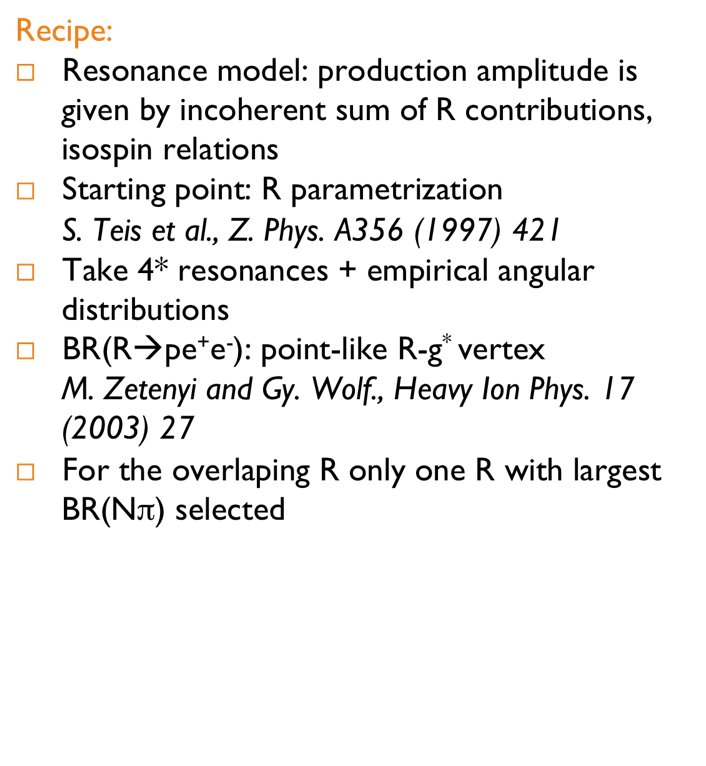 Recipe:
Resonance model: production amplitude is
given by incoherent sum of R contributions,
isospin relations
Starting point: R parametrization
S. Teis et al., Z. Phys. A356 (1997) 421
Take 4* resonances + empirical angular
distributions
BR(R→pe⁺e⁻): point-like R-g* vertex
M. Zetenyi and Gy. Wolf., Heavy Ion Phys. 17
(2003) 27
For the overlaping R only one R with largest
BR(Nπ) selected